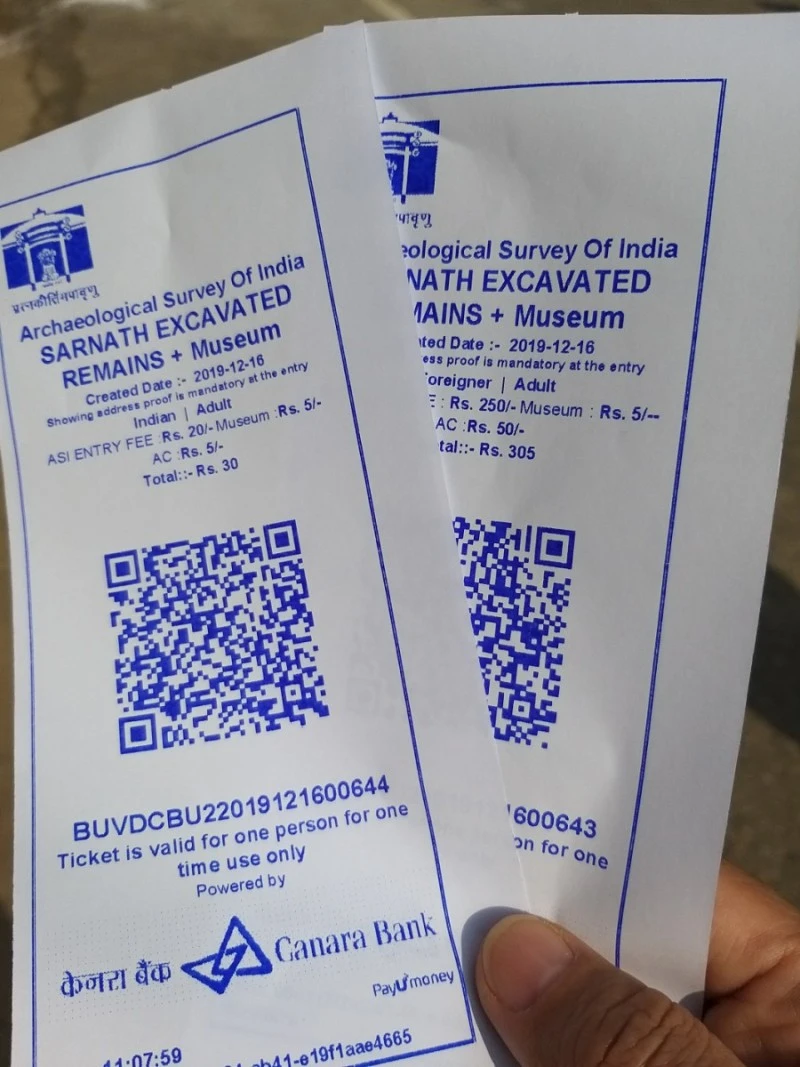 प्रत्नकीर्तिमपावृणु
Archaeological Survey Of India
SARNATH EXCAVATED
REMAINS + Museum
Created Date :- 2019-12-16
Showing address proof is mandatory at the entry
Indian | Adult
ASI ENTRY FEE :Rs. 20/- Museum :Rs. 5/-
AC :Rs. 5/-
Total::- Rs. 30
BUVDCBU22019121600644
Ticket is valid for one person for one
time use only
Powered by
केनरा बैंक Canara Bank
PayUmoney
11:07:59
-cb41-e19f1aae4665
पावृणु
eological Survey Of India
NATH EXCAVATED
MAINS + Museum
ated Date :- 2019-12-16
ess proof is mandatory at the entry
Foreigner | Adult
E : Rs. 250/- Museum : Rs. 5/--
AC :Rs. 50/-
tal::- Rs. 305
1600643
on for one